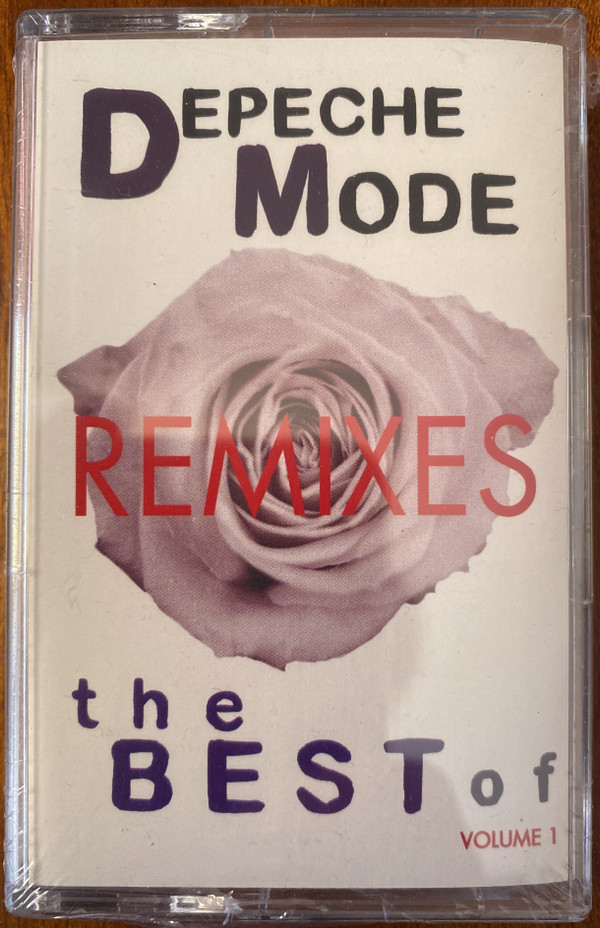 DEPECHE
MODE
REMIXES
the
BEST of
VOLUME 1